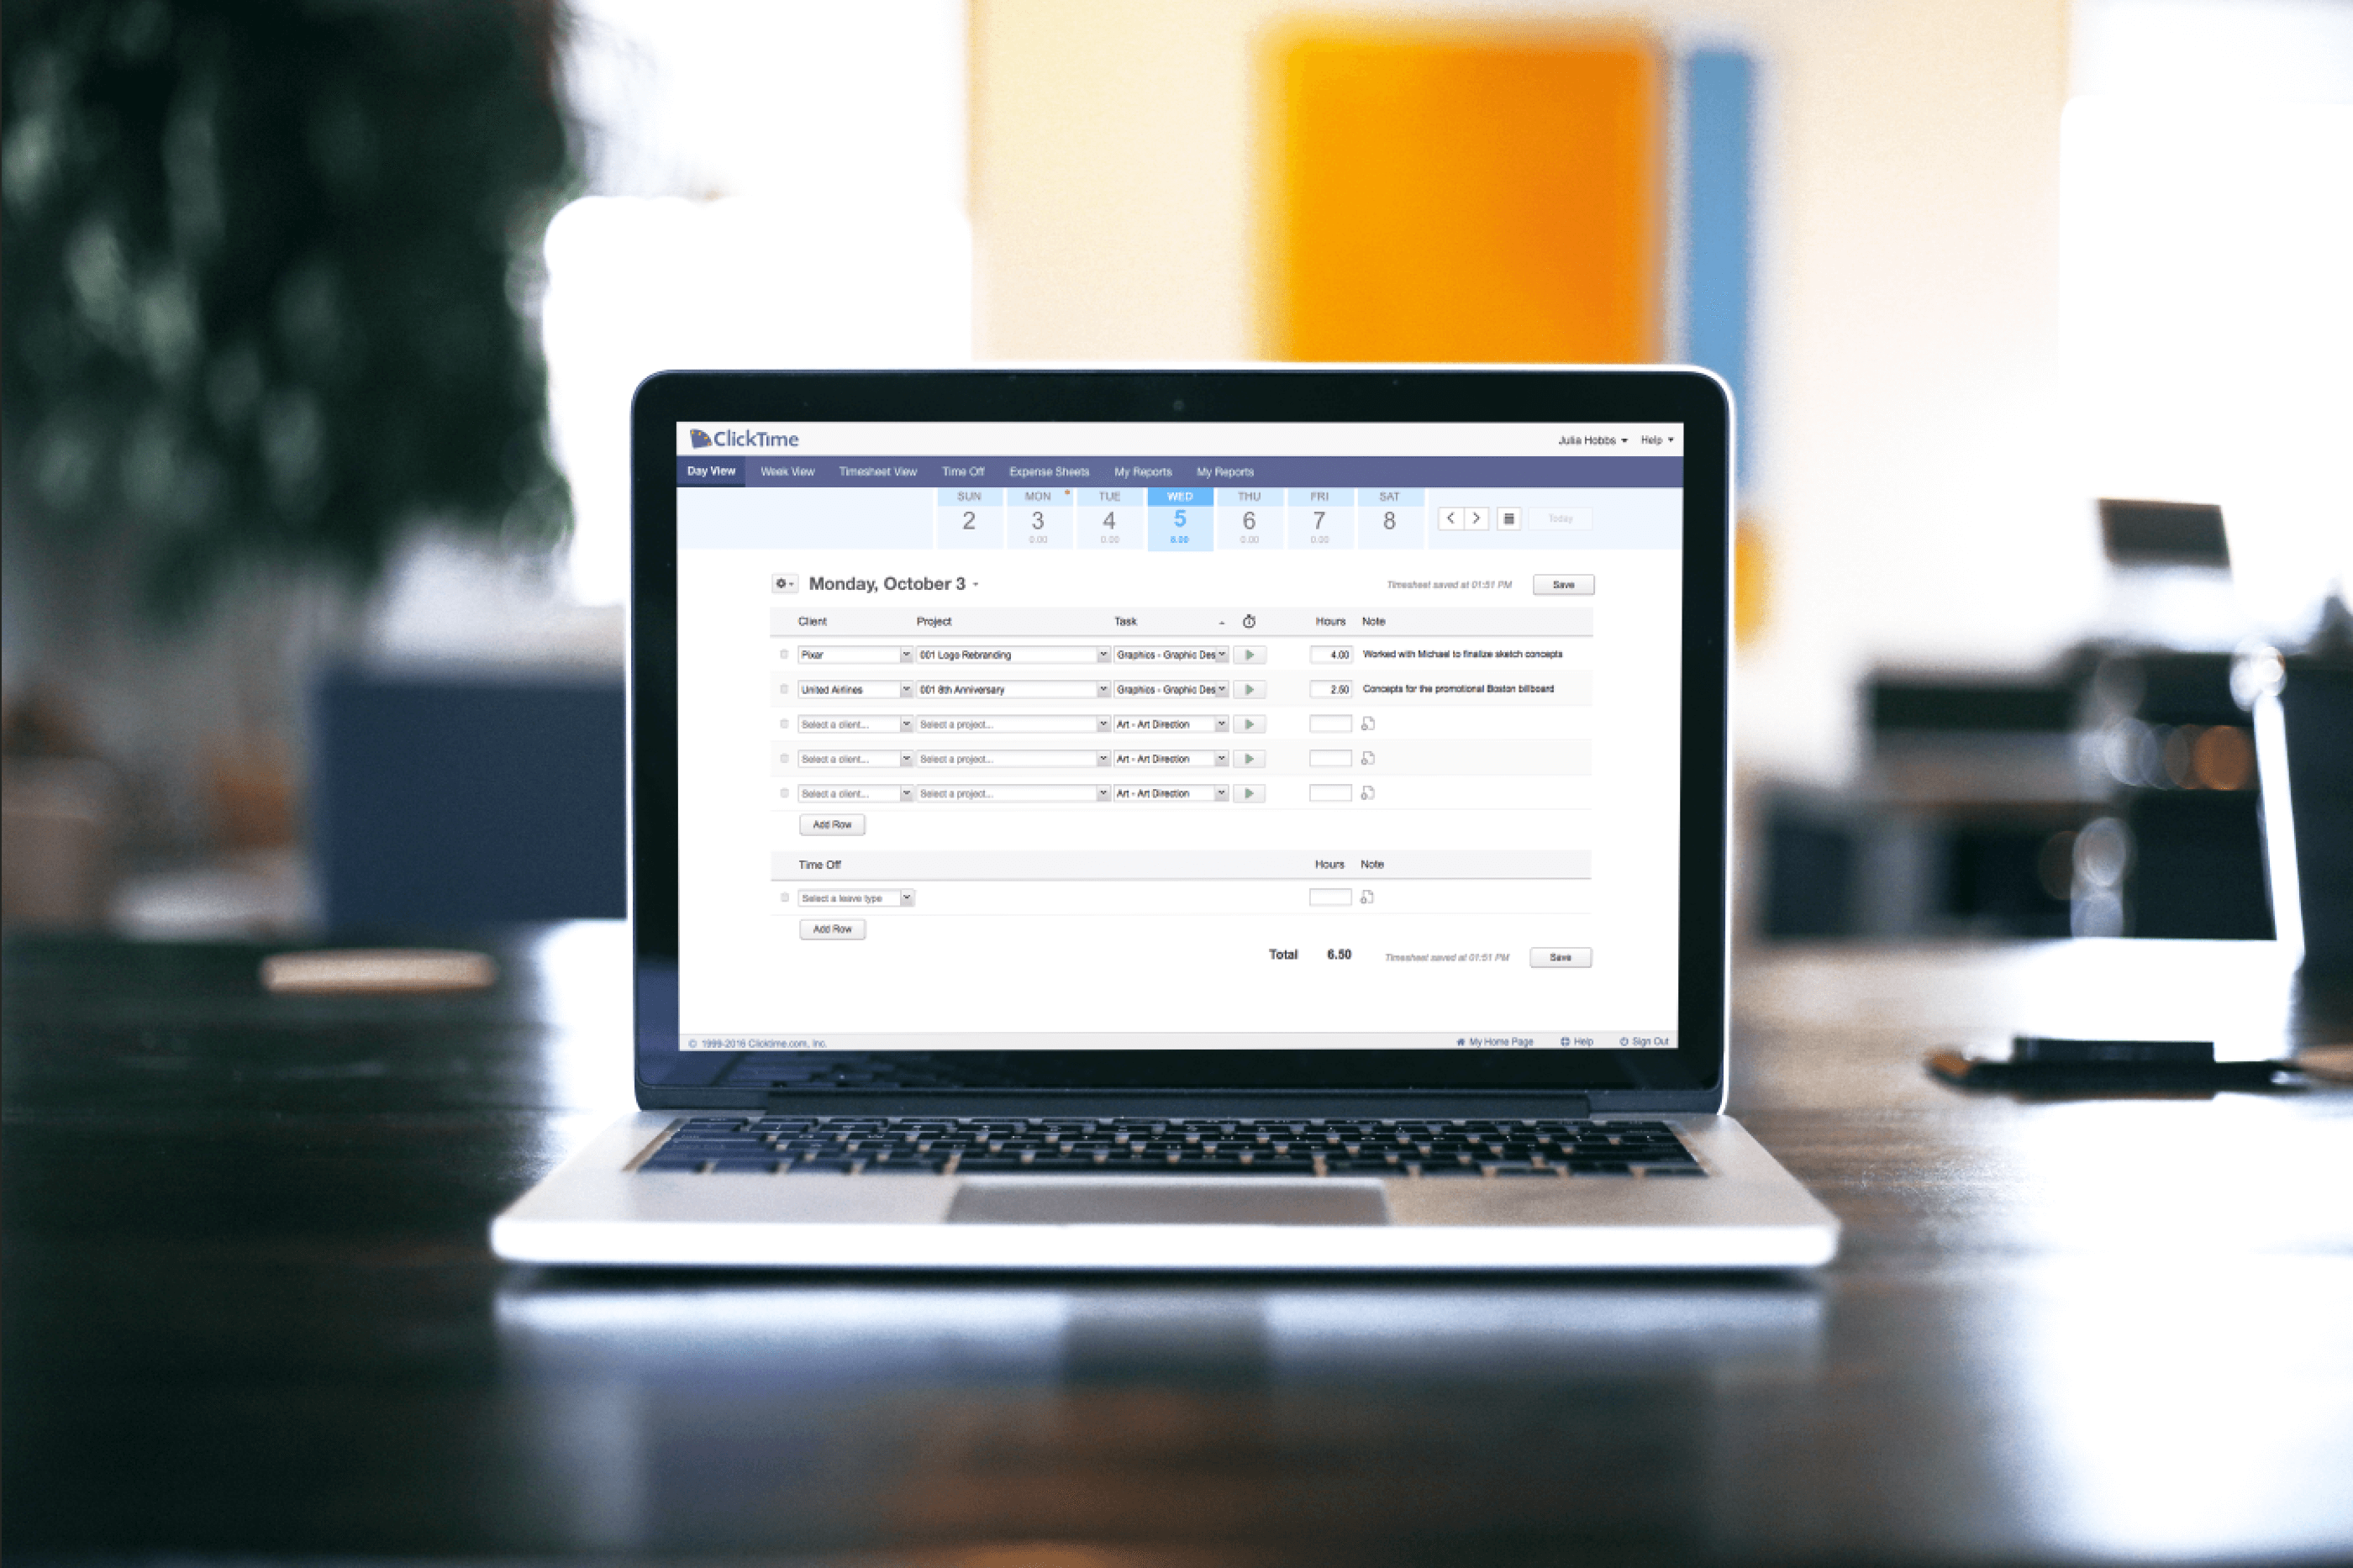 ClickTime
Julia Hobbs Help
Day View Week View Timesheet View Time Off Expense Sheets My Reports My Reports
SUN MON * TUE WED THU FRI SAT
2 3 4 5 6 7 8
Today
0.00 0.00 6.00 0.00 0.00
Monday, October 3
Timesheet saved at 01:51 PM Save
Client Project Task Hours Note
Pixar 001 Logo Rebranding Graphics - Graphic Des 4.00 Worked with Michael to finalize sketch concepts
United Airlines 001 8th Anniversary Graphics - Graphic Des 2.50 Concepts for the promotional Boston billboard
Select a client... Select a project... Art - Art Direction
Select a client... Select a project... Art - Art Direction
Select a client... Select a project... Art - Art Direction
Add Row
Time Off Hours Note
Select a leave type
Add Row
Total 6.50 Timesheet saved at 01:51 PM Save
© 1999-2016 Clicktime.com, Inc. My Home Page Help Sign Out